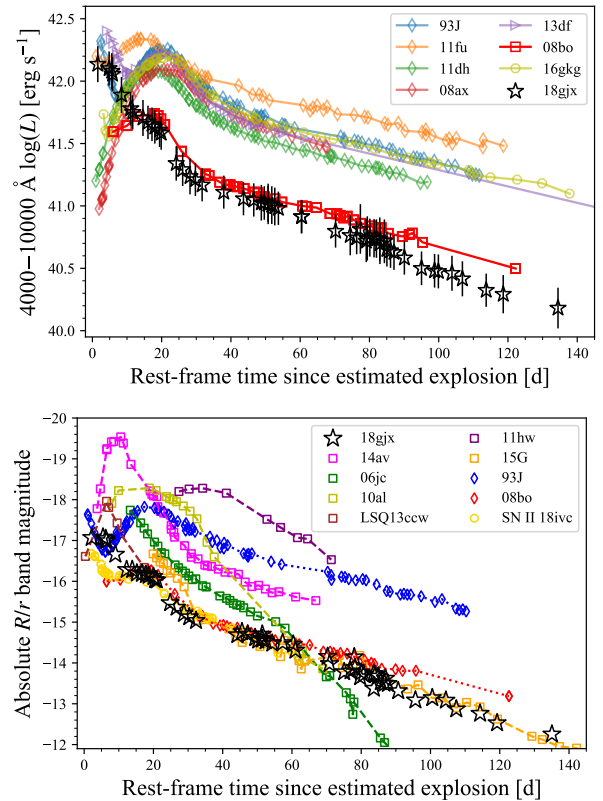 42.5
42.0
41.5
41.0
40.5
40.0
4000−10000 Å log(L) [erg s⁻¹]
93J
11fu
11dh
08ax
13df
08bo
16gkg
18gjx
0 20 40 60 80 100 120 140
Rest-frame time since estimated explosion [d]
−20
−19
−18
−17
−16
−15
−14
−13
−12
Absolute R/r band magnitude
18gjx
14av
06jc
10al
LSQ13ccw
11hw
15G
93J
08bo
SN II 18ivc
0 20 40 60 80 100 120 140
Rest-frame time since estimated explosion [d]